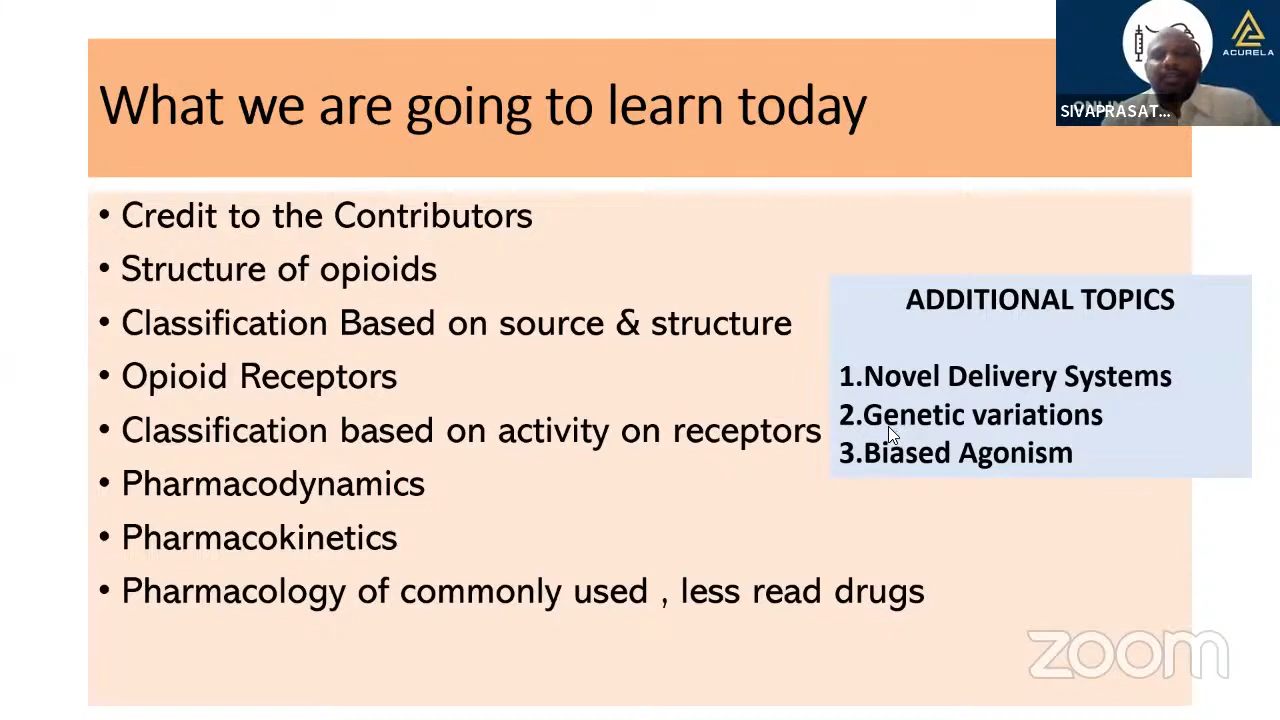 What we are going to learn today
ACURELA
SIVAPRASAT...
• Credit to the Contributors
• Structure of opioids
• Classification Based on source & structure
• Opioid Receptors
• Classification based on activity on receptors
• Pharmacodynamics
• Pharmacokinetics
• Pharmacology of commonly used , less read drugs
ADDITIONAL TOPICS
1.Novel Delivery Systems
2.Genetic variations
3.Biased Agonism
zoom